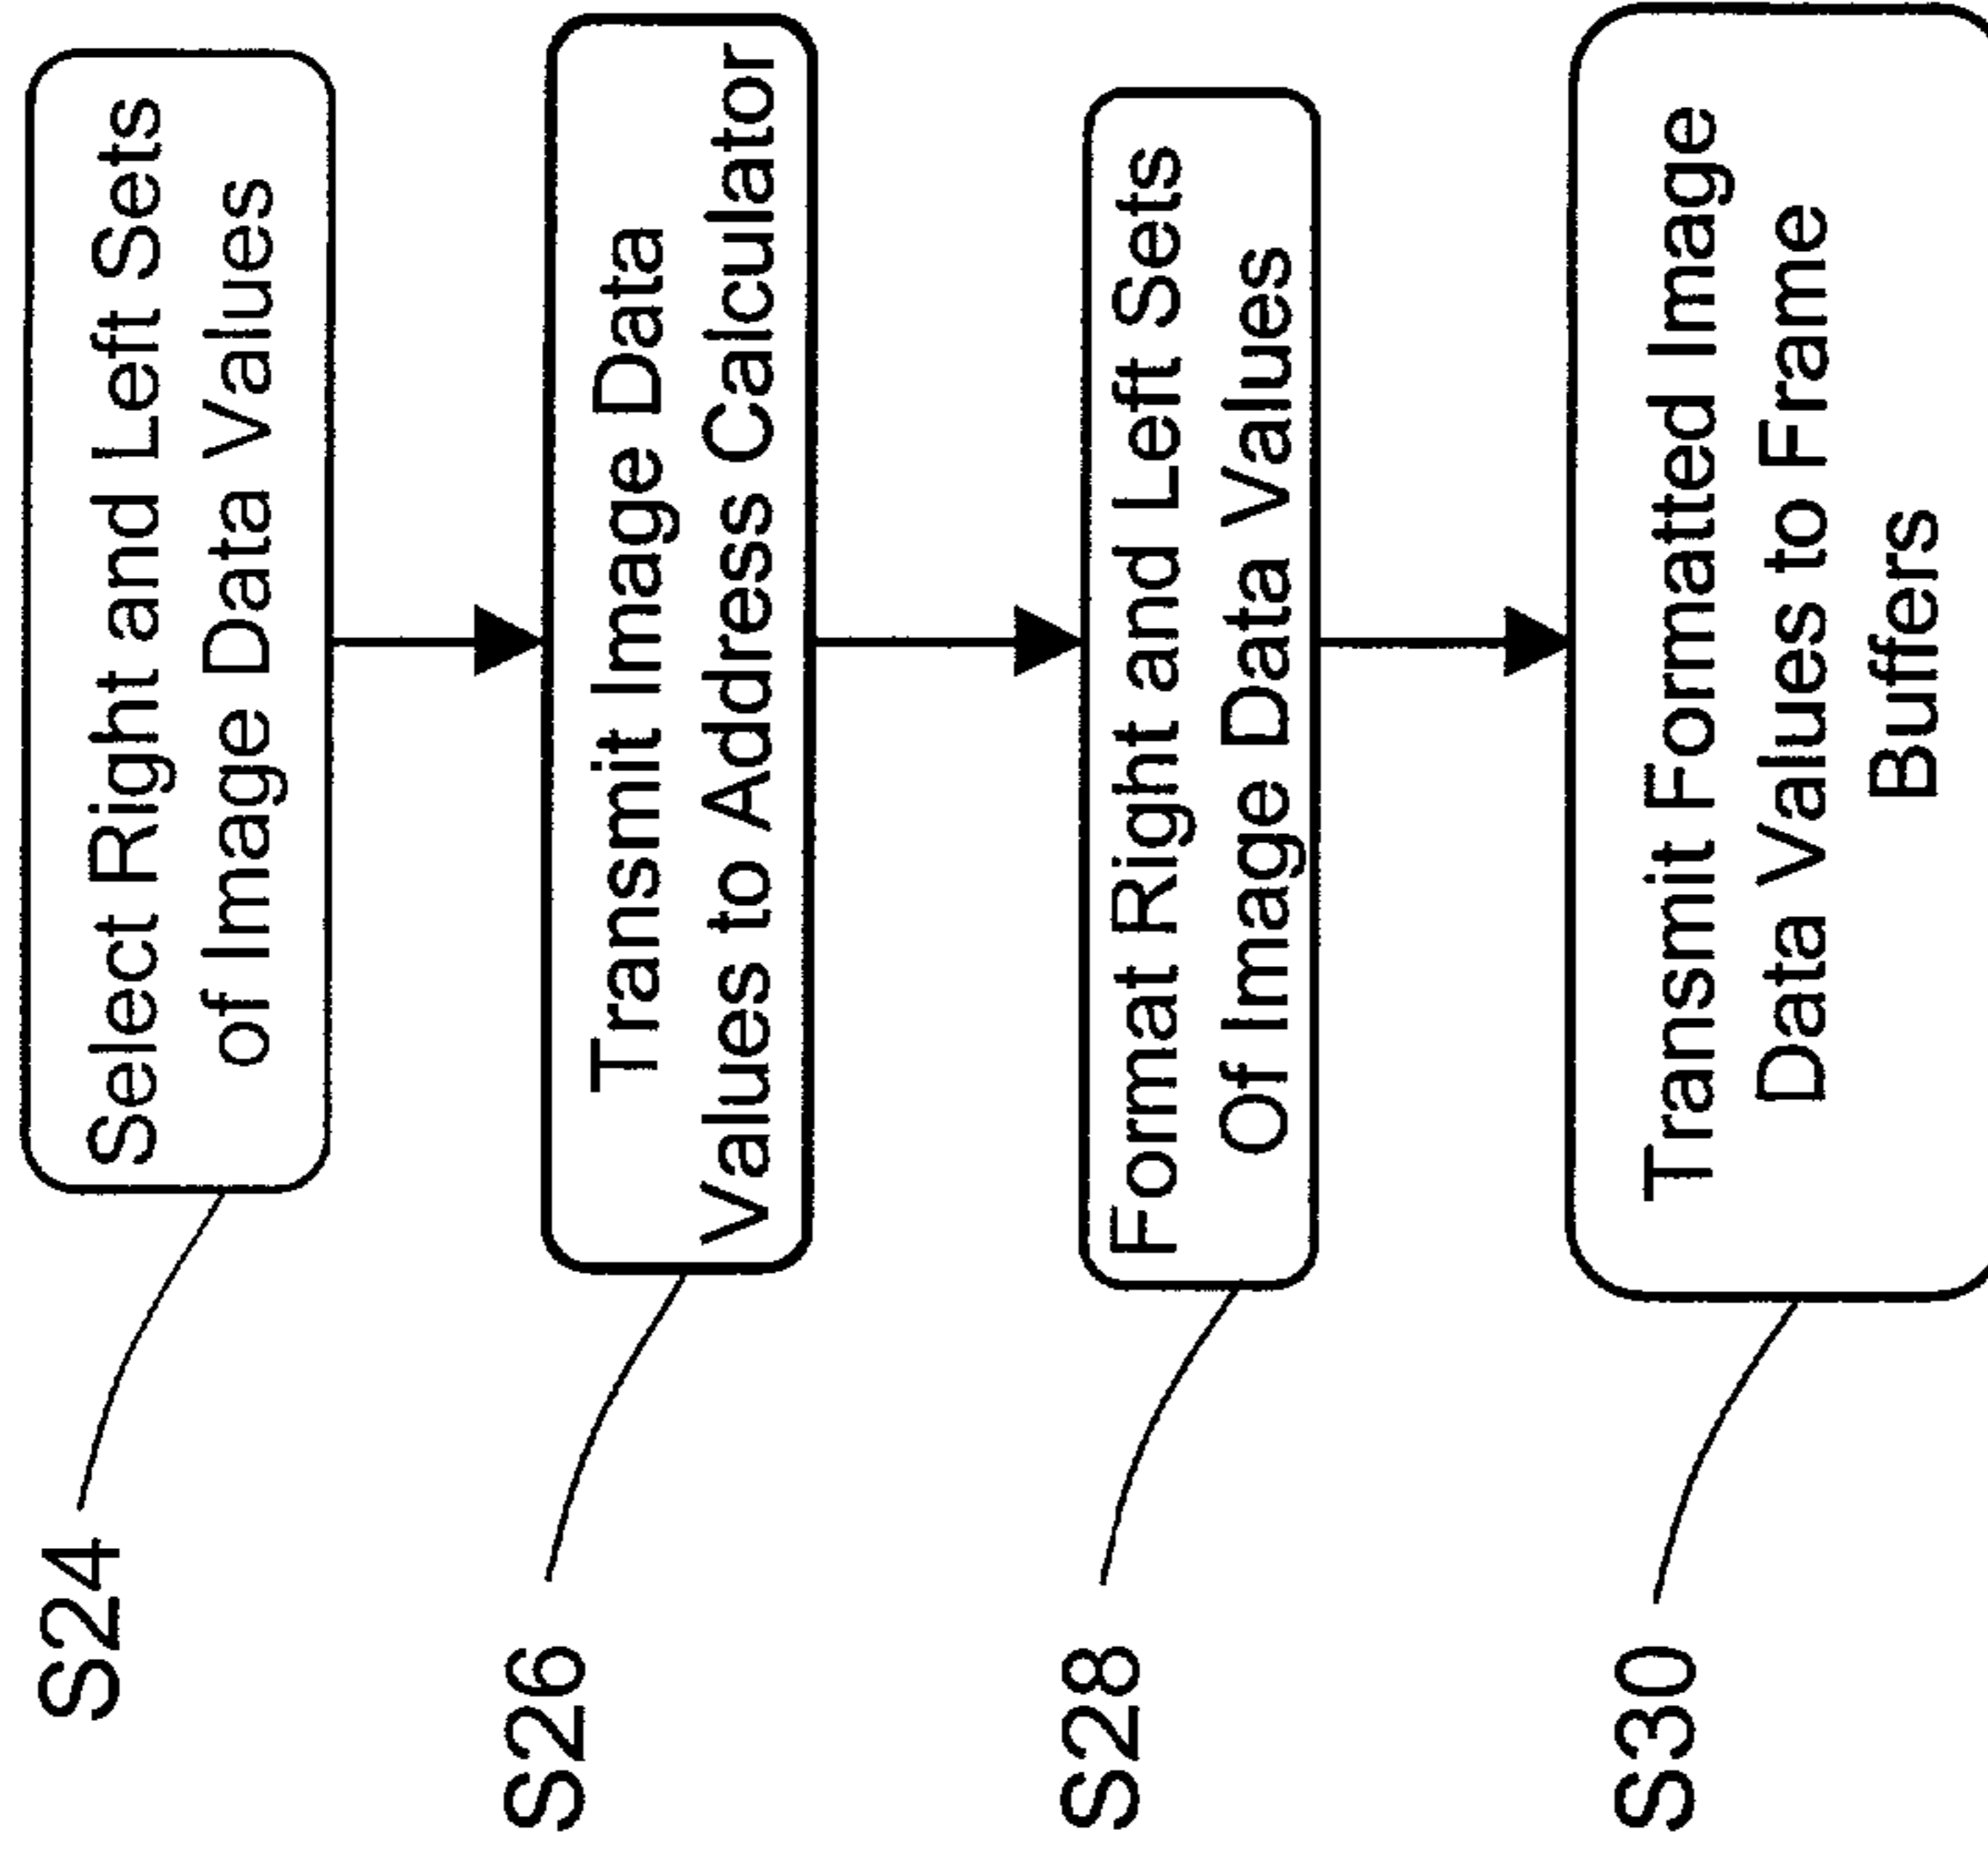 S24
Select Right and Left Sets
of Image Data Values
S26
Transmit Image Data
Values to Address Calculator
S28
Format Right and Left Sets
Of Image Data Values
S30
Transmit Formatted Image
Data Values to Frame
Buffers